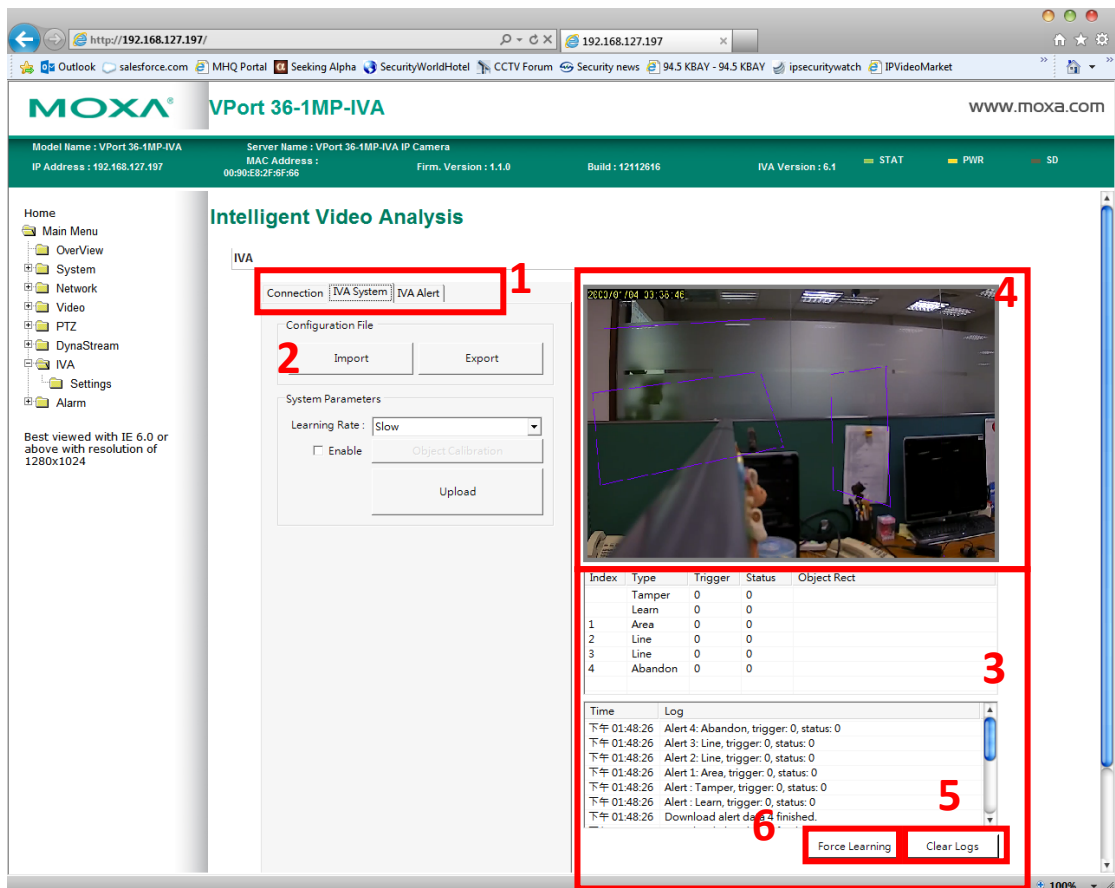 http://192.168.127.197/
192.168.127.197
Outlook salesforce.com MHQ Portal Seeking Alpha SecurityWorldHotel CCTV Forum Security news 94.5 KBAY - 94.5 KBAY ipsecuritywatch IPVideoMarket
MOXA® VPort 36-1MP-IVA www.moxa.com
Model Name : VPort 36-1MP-IVA Server Name : VPort 36-1MP-IVA IP Camera
IP Address : 192.168.127.197 MAC Address : 00:90:E8:2F:6F:66 Firm. Version : 1.1.0 Build : 12112616 IVA Version : 6.1 STAT PWR SD
Home
Main Menu
OverView
System
Network
Video
PTZ
DynaStream
IVA
Settings
Alarm
Best viewed with IE 6.0 or
above with resolution of
1280x1024
Intelligent Video Analysis
IVA
Connection IVA System IVA Alert 1
Configuration File
2 Import Export
System Parameters
Learning Rate : Slow
Enable Object Calibration
Upload
4
Index Type Trigger Status Object Rect
Tamper 0 0
Learn 0 0
1 Area 0 0
2 Line 0 0
3 Line 0 0
4 Abandon 0 0
3
Time Log
下午 01:48:26 Alert 4: Abandon, trigger: 0, status: 0
下午 01:48:26 Alert 3: Line, trigger: 0, status: 0
下午 01:48:26 Alert 2: Line, trigger: 0, status: 0
下午 01:48:26 Alert 1: Area, trigger: 0, status: 0
下午 01:48:26 Alert : Tamper, trigger: 0, status: 0
下午 01:48:26 Alert : Learn, trigger: 0, status: 0
下午 01:48:26 Download alert data 4 finished.
5
6
Force Learning Clear Logs
100%